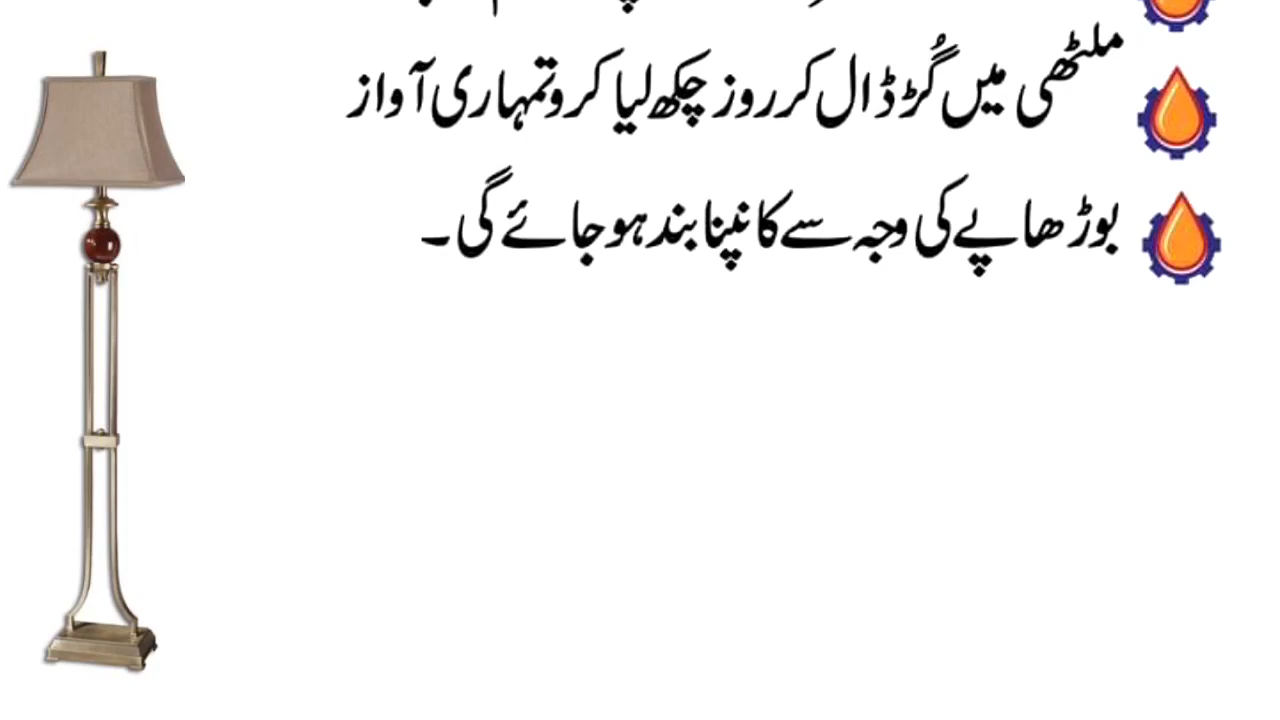 ملٹھی میں گُڑ ڈال کر روز چکھ لیا کرو تمہاری آواز
بوڑھاپے کی وجہ سے کانپنا بند ہو جائے گی۔